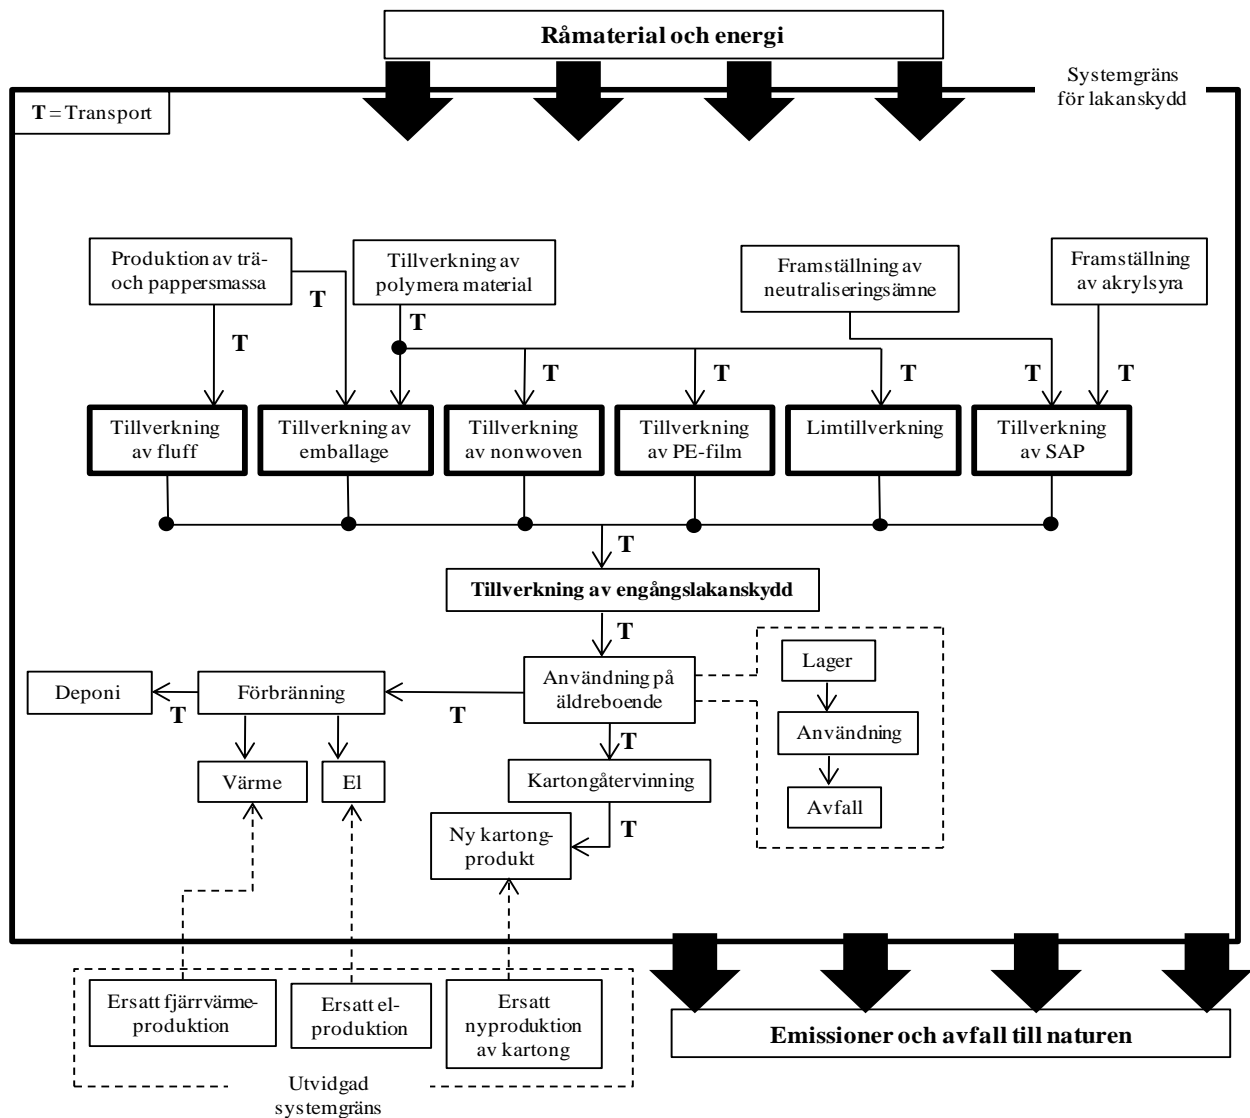 Råmaterial och energi
Systemgräns
för lakanskydd
T = Transport
Produktion av trä-
och pappersmassa
Tillverkning av
polymera material
Framställning av
neutraliseringsämne
Framställning
av akrylsyra
T
T
T
T
T
T
T
T
Tillverkning
av fluff
Tillverkning av
emballage
Tillverkning
av nonwoven
Tillverkning
av PE-film
Limtillverkning
Tillverkning
av SAP
T
Tillverkning av engångslakanskydd
T
Deponi
T
Förbränning
T
Användning på
äldreboende
Lager
Användning
Avfall
T
Värme
El
Kartongåtervinning
T
Ny kartong-
produkt
Ersatt fjärrvärme-
produktion
Ersatt el-
produktion
Ersatt
nyproduktion
av kartong
Utvidgad
systemgräns
Emissioner och avfall till naturen